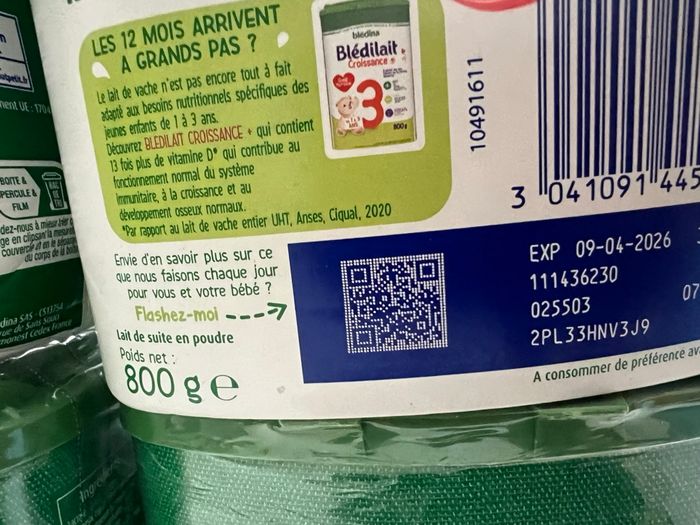 LES 12 MOIS ARRIVENT
A GRANDS PAS ?
Le lait de vache n'est pas encore tout à fait
adapté aux besoins nutritionnels spécifiques des
jeunes enfants de 1 à 3 ans.
Découvrez BLEDILAIT CROISSANCE + qui contient
13 fois plus de vitamine D* qui contribue au
fonctionnement normal du système
immunitaire, à la croissance et au
développement osseux normaux.
*Par rapport au lait de vache entier UHT, Anses, Ciqual, 2020
blédina
Blédilait
Croissance
3
800g
10491611
3 041091 445
Envie d'en savoir plus sur ce
que nous faisons chaque jour
pour vous et votre bébé ?
Flashez-moi
Lait de suite en poudre
Poids net :
800 g e
EXP 09-04-2026
111436230
025503
07
2PL33HNV3J9
A consommer de préférence av
BOITE &
PERCULE &
FILM